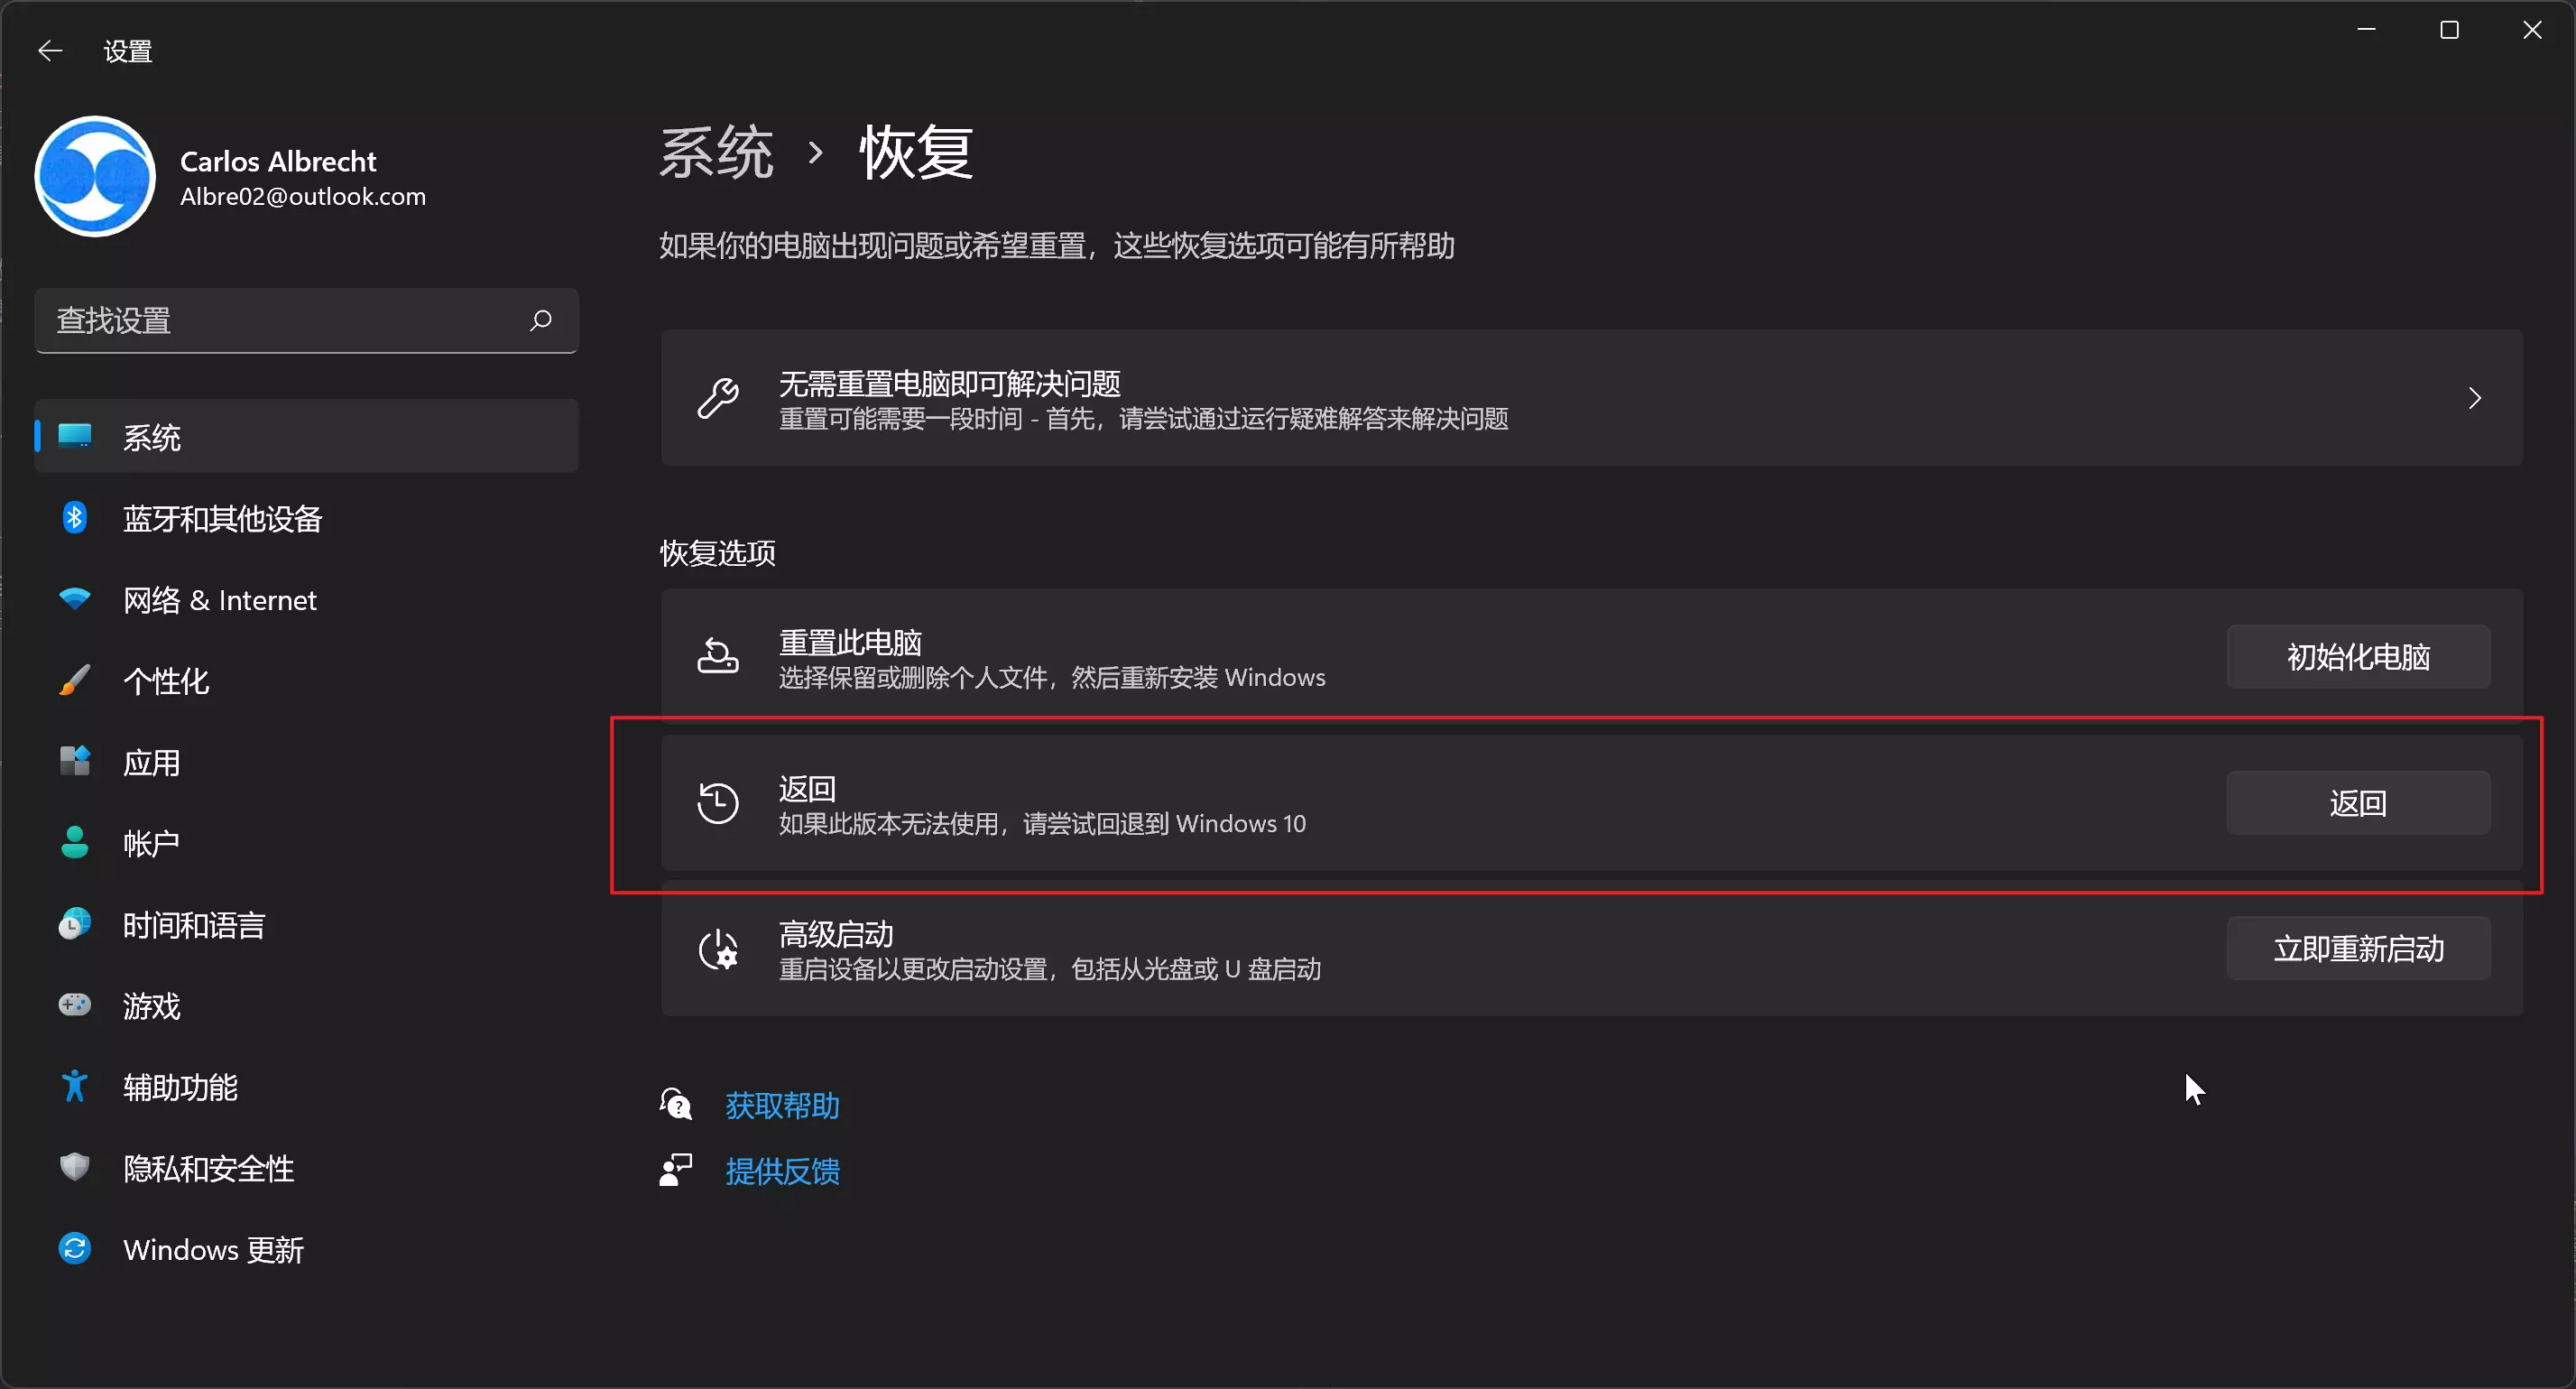 设置
Carlos Albrecht
Albre02@outlook.com
查找设置
系统
蓝牙和其他设备
网络 & Internet
个性化
应用
帐户
时间和语言
游戏
辅助功能
隐私和安全性
Windows 更新
系统 › 恢复
如果你的电脑出现问题或希望重置，这些恢复选项可能有所帮助
无需重置电脑即可解决问题
重置可能需要一段时间 - 首先，请尝试通过运行疑难解答来解决问题
恢复选项
重置此电脑
选择保留或删除个人文件，然后重新安装 Windows
初始化电脑
返回
如果此版本无法使用，请尝试回退到 Windows 10
返回
高级启动
重启设备以更改启动设置，包括从光盘或 U 盘启动
立即重新启动
获取帮助
提供反馈